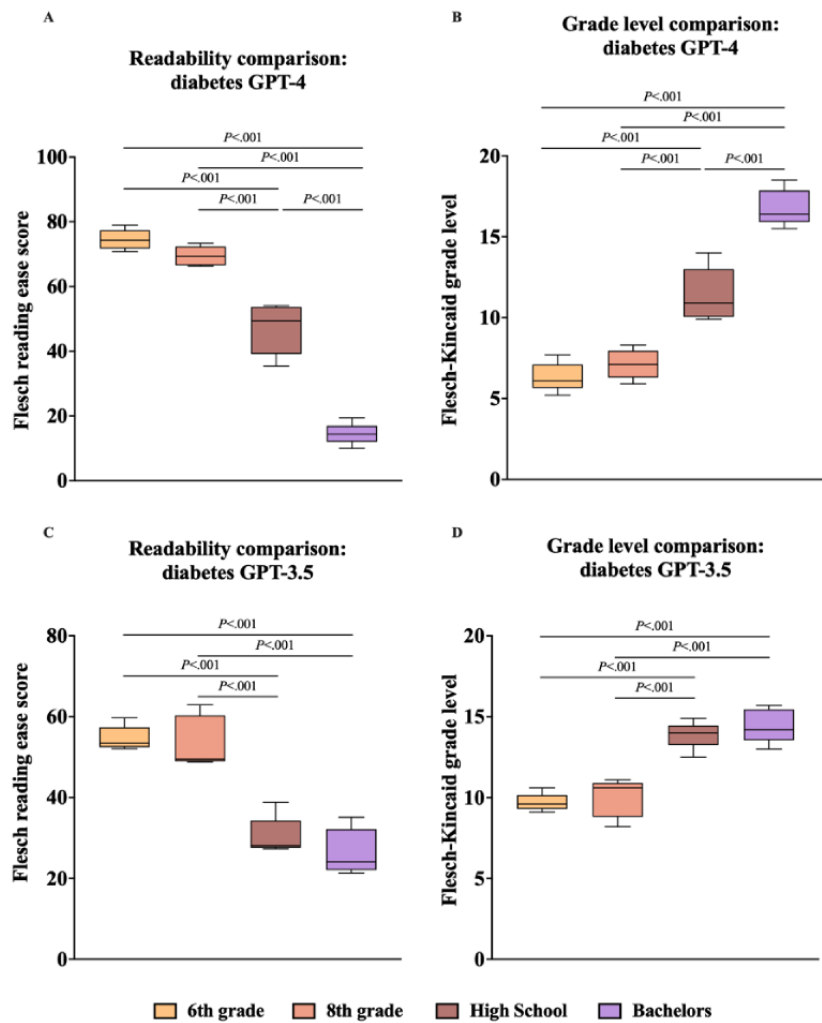 A
Readability comparison:
diabetes GPT-4
P<.001
P<.001
P<.001
P<.001 P<.001
Flesch reading ease score
100
80
60
40
20
0
B
Grade level comparison:
diabetes GPT-4
P<.001
P<.001
P<.001
P<.001 P<.001
Flesch-Kincaid grade level
20
15
10
5
0
C
Readability comparison:
diabetes GPT-3.5
P<.001
P<.001
P<.001
P<.001
Flesch reading ease score
80
60
40
20
0
D
Grade level comparison:
diabetes GPT-3.5
P<.001
P<.001
P<.001
P<.001
Flesch-Kincaid grade level
20
15
10
5
0
6th grade 8th grade High School Bachelors